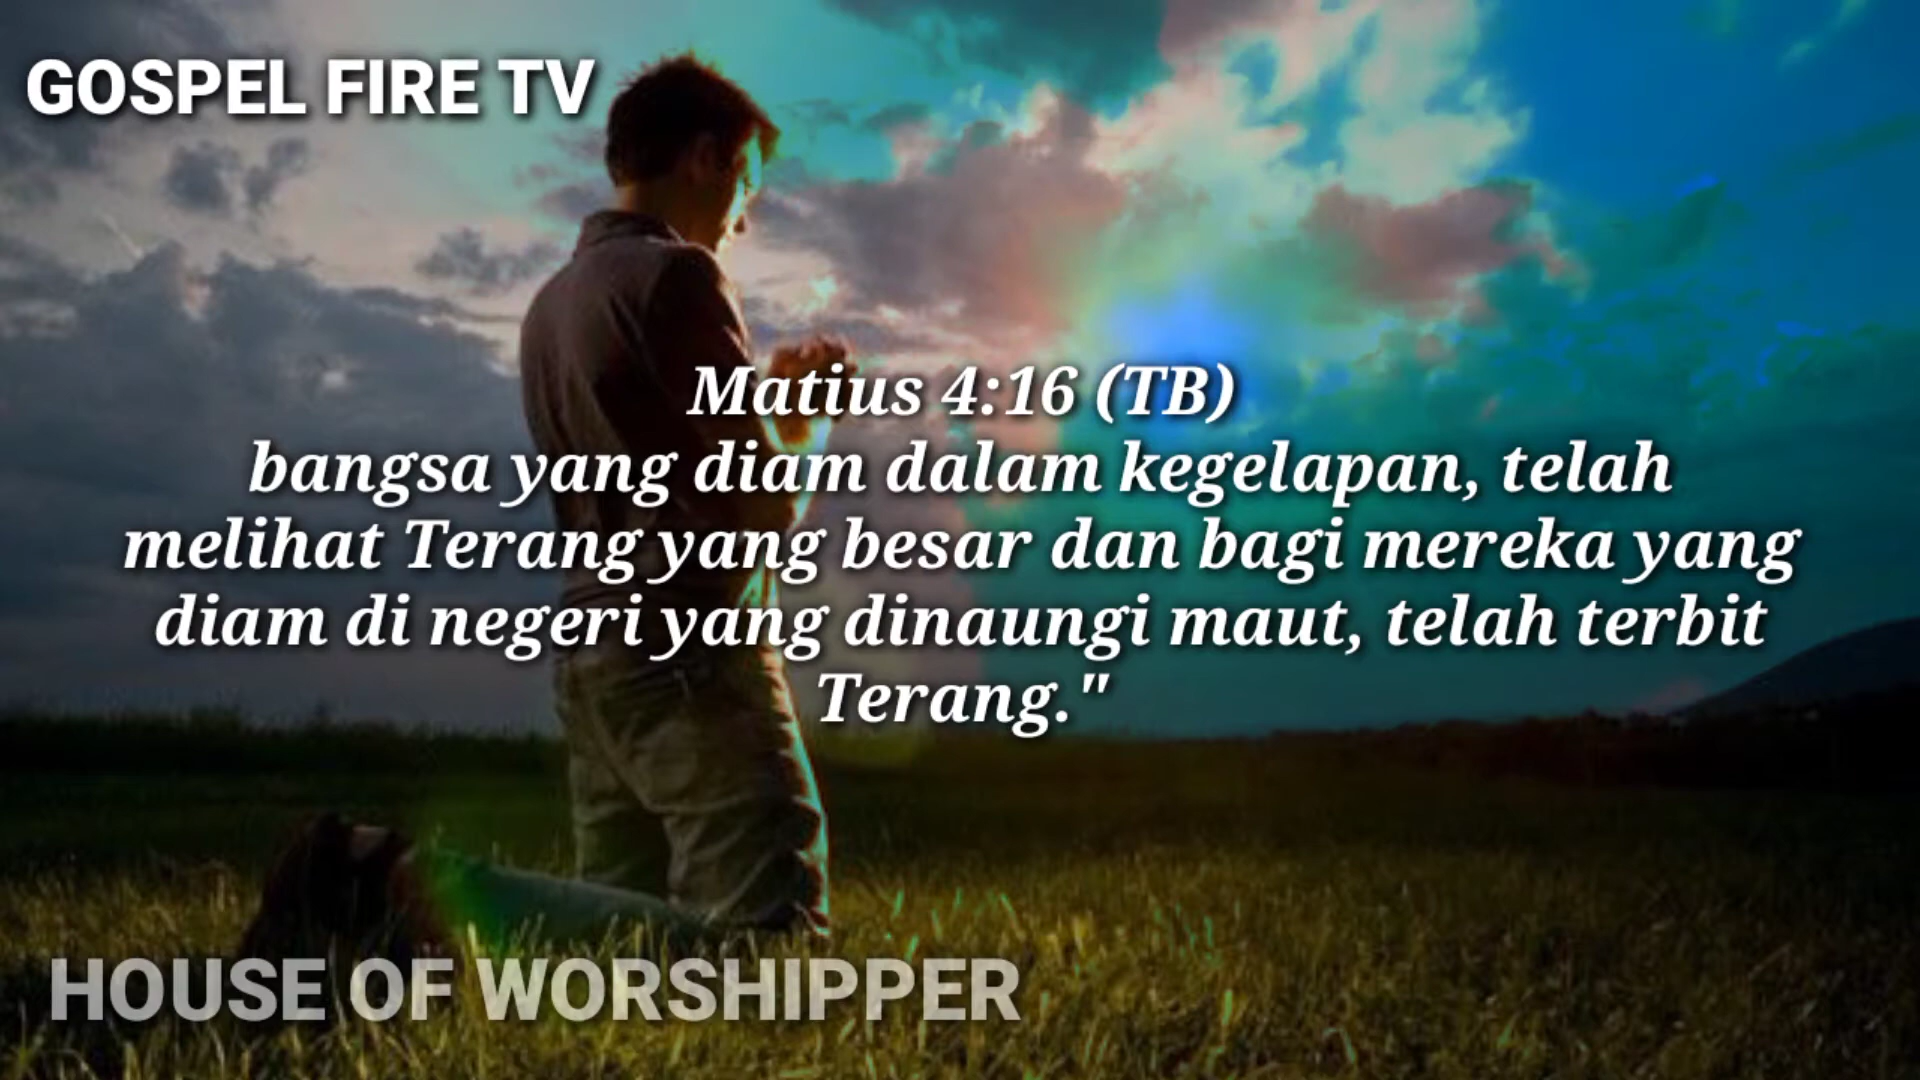 GOSPEL FIRE TV
Matius 4:16 (TB)
bangsa yang diam dalam kegelapan, telah
melihat Terang yang besar dan bagi mereka yang
diam di negeri yang dinaungi maut, telah terbit
Terang."
HOUSE OF WORSHIPPER